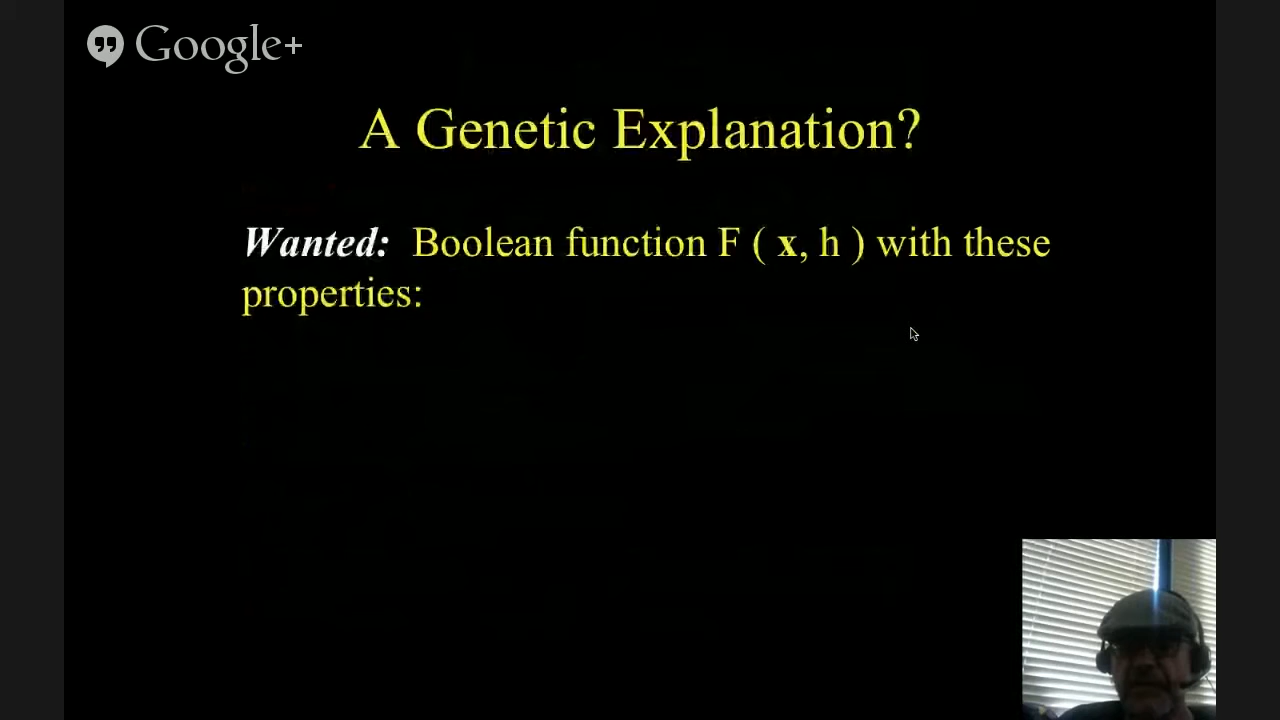 Google+
A Genetic Explanation?
Wanted: Boolean function F ( x, h ) with these
properties: